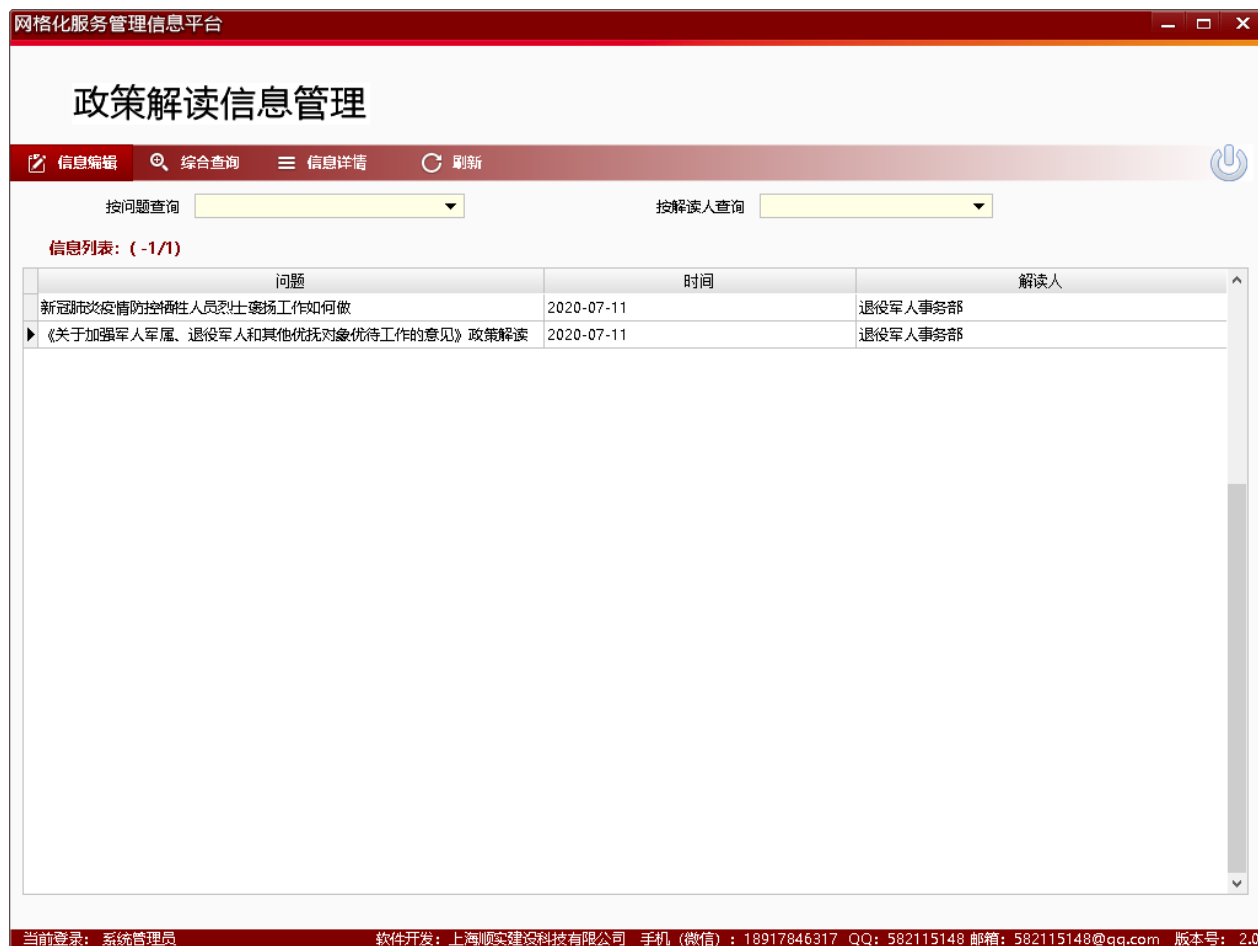 网格化服务管理信息平台
政策解读信息管理
信息编辑 综合查询 信息详情 刷新
按问题查询 按解读人查询
信息列表：( -1/1)
问题 时间 解读人
新冠肺炎疫情防控牺牲人员烈士褒扬工作如何做 2020-07-11 退役军人事务部
《关于加强军人军属、退役军人和其他优抚对象优待工作的意见》政策解读 2020-07-11 退役军人事务部
当前登录： 系统管理员 软件开发：上海顺实建设科技有限公司 手机（微信）：18917846317 QQ：582115148 邮箱：582115148@qq.com 版本号： 21